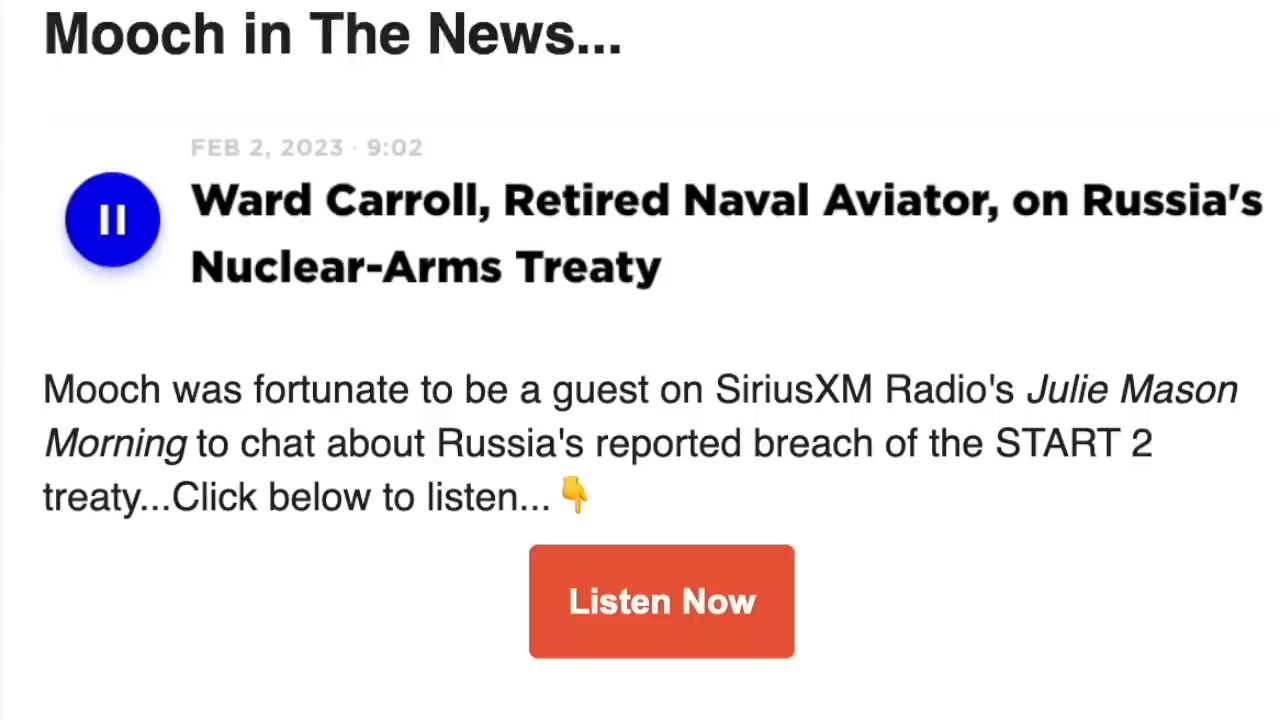 Mooch in The News...
FEB 2, 2023 · 9:02
Ward Carroll, Retired Naval Aviator, on Russia's
Nuclear-Arms Treaty
Mooch was fortunate to be a guest on SiriusXM Radio's Julie Mason
Morning to chat about Russia's reported breach of the START 2
treaty...Click below to listen...👇
Listen Now